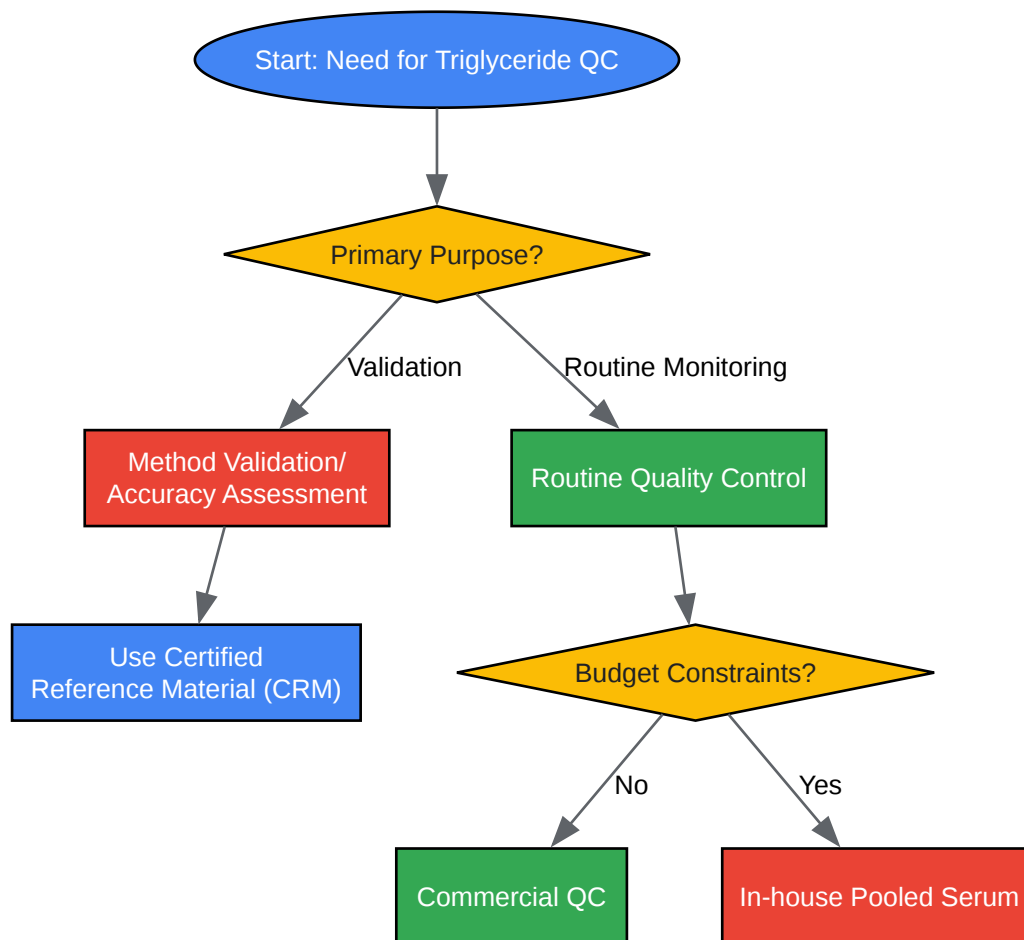 Start: Need for Triglyceride QC
Primary Purpose?
Validation
Routine Monitoring
Method Validation/
Accuracy Assessment
Routine Quality Control
Use Certified
Reference Material (CRM)
Budget Constraints?
No
Yes
Commercial QC
In-house Pooled Serum